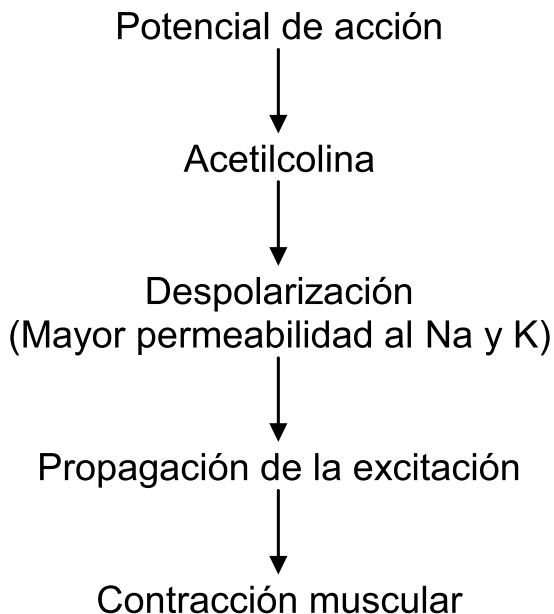 Potencial de acción
Acetilcolina
Despolarización
(Mayor permeabilidad al Na y K)
Propagación de la excitación
Contracción muscular